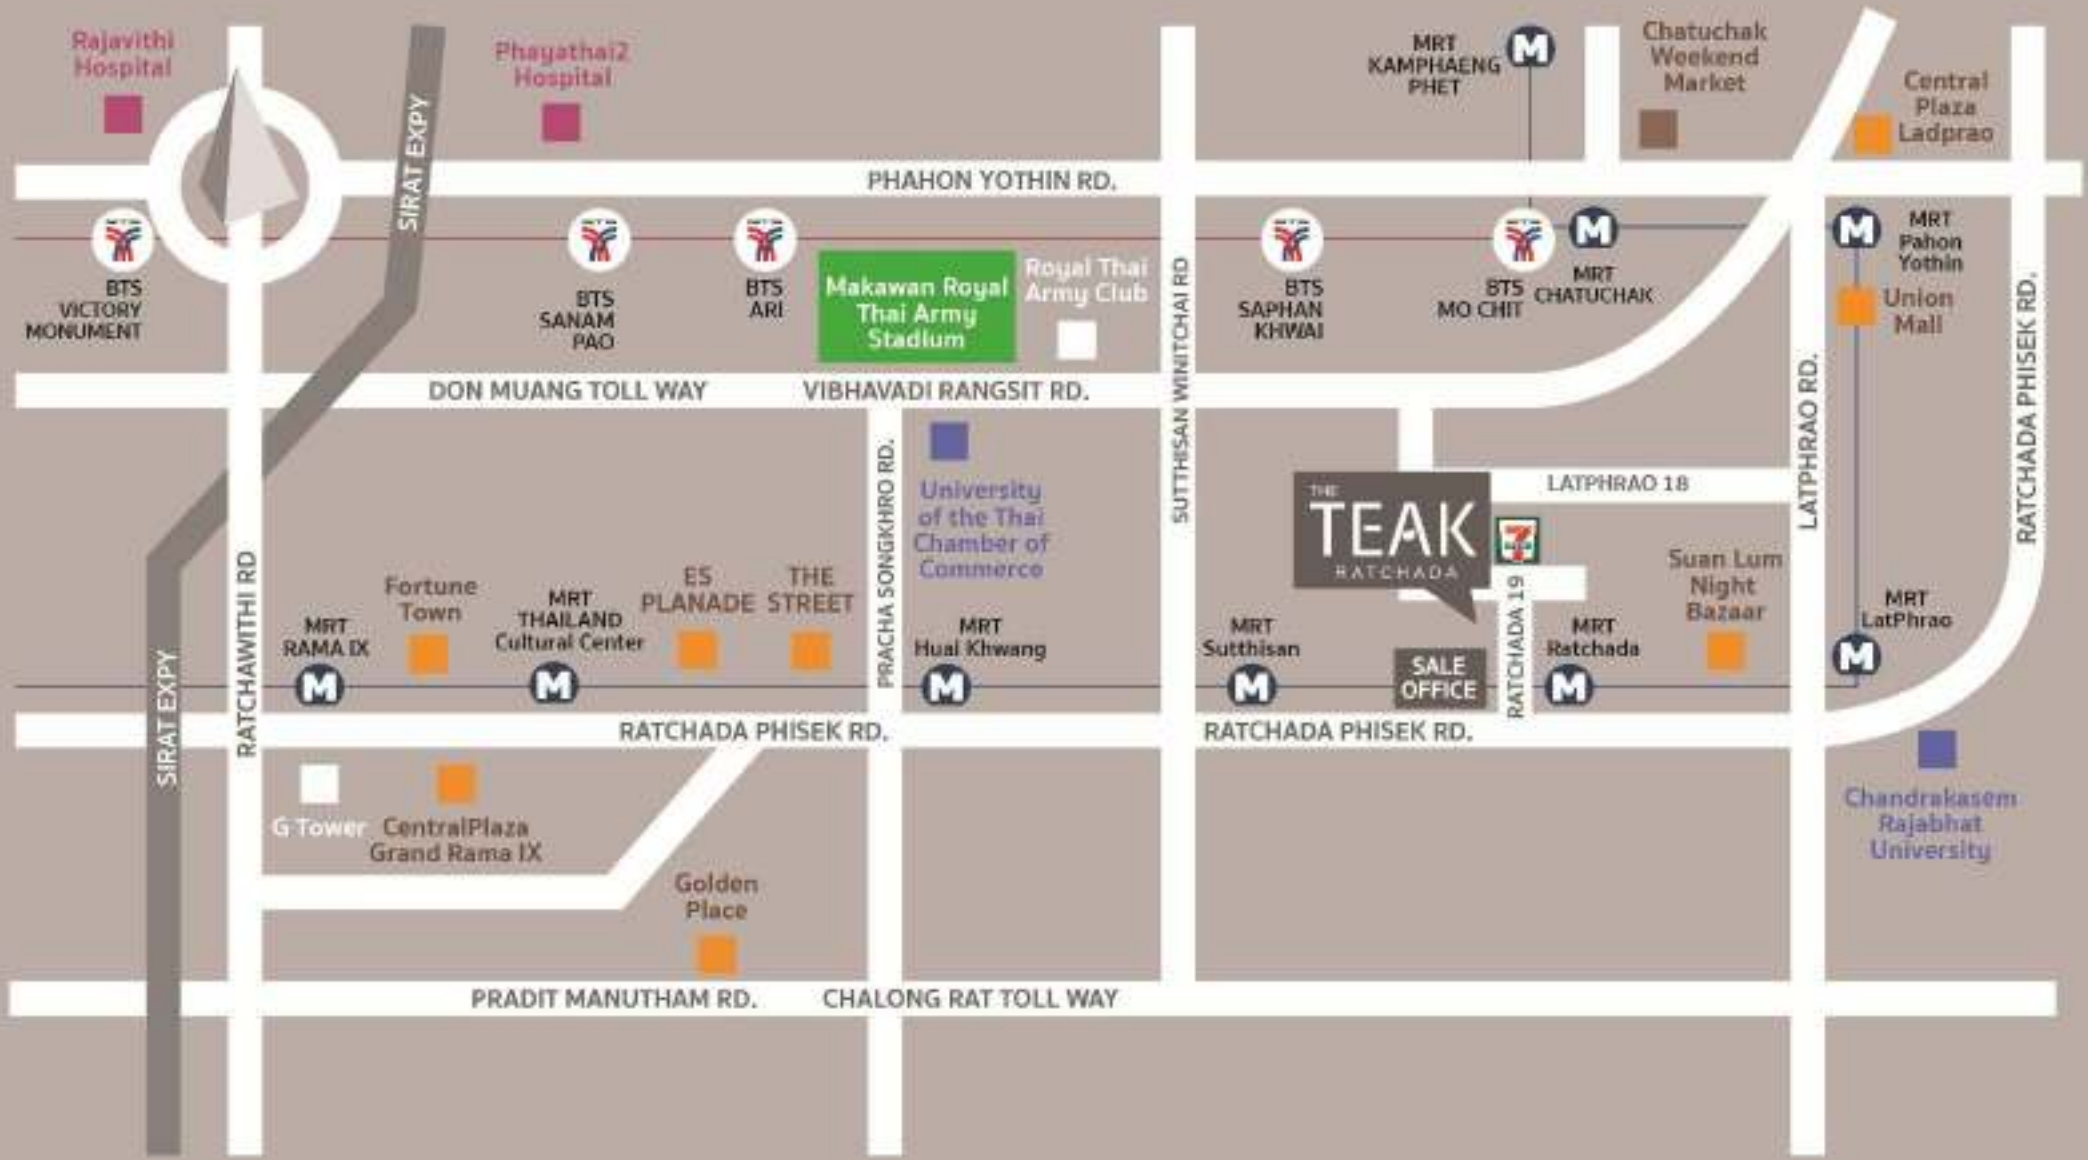 Rajavithi
Hospital
Phayathai2
Hospital
SIRAT EXPY
MRT
KAMPHAENG
PHET
M
Chatuchak
Weekend
Market
Central
Plaza
Ladprao
PHAHON YOTHIN RD.
BTS
VICTORY
MONUMENT
BTS
SANAM
PAO
BTS
ARI
Makawan Royal
Thai Army
Stadium
Royal Thai
Army Club
SUTTHISAN WINITCHAI RD
BTS
SAPHAN
KHWAI
BTS
MO CHIT
M
MRT
CHATUCHAK
M
MRT
Pahon
Yothin
Union
Mall
RATCHADA PHISEK RD.
LATPHRAO RD.
DON MUANG TOLL WAY
VIBHAVADI RANGSIT RD.
PRACHA SONGKHRO RD.
University
of the Thai
Chamber of
Commerce
THE
TEAK
RATCHADA
7
LATPHRAO 18
RATCHADA 19
Suan Lum
Night
Bazaar
MRT
LatPhrao
M
SIRAT EXPY
RATCHAWITHI RD
MRT
RAMA IX
M
Fortune
Town
MRT
THAILAND
Cultural Center
M
ES
PLANADE
THE
STREET
MRT
Huai Khwang
M
MRT
Sutthisan
M
SALE
OFFICE
MRT
Ratchada
M
RATCHADA PHISEK RD.
RATCHADA PHISEK RD.
G Tower
CentralPlaza
Grand Rama IX
Chandrakasem
Rajabhat
University
Golden
Place
PRADIT MANUTHAM RD.
CHALONG RAT TOLL WAY